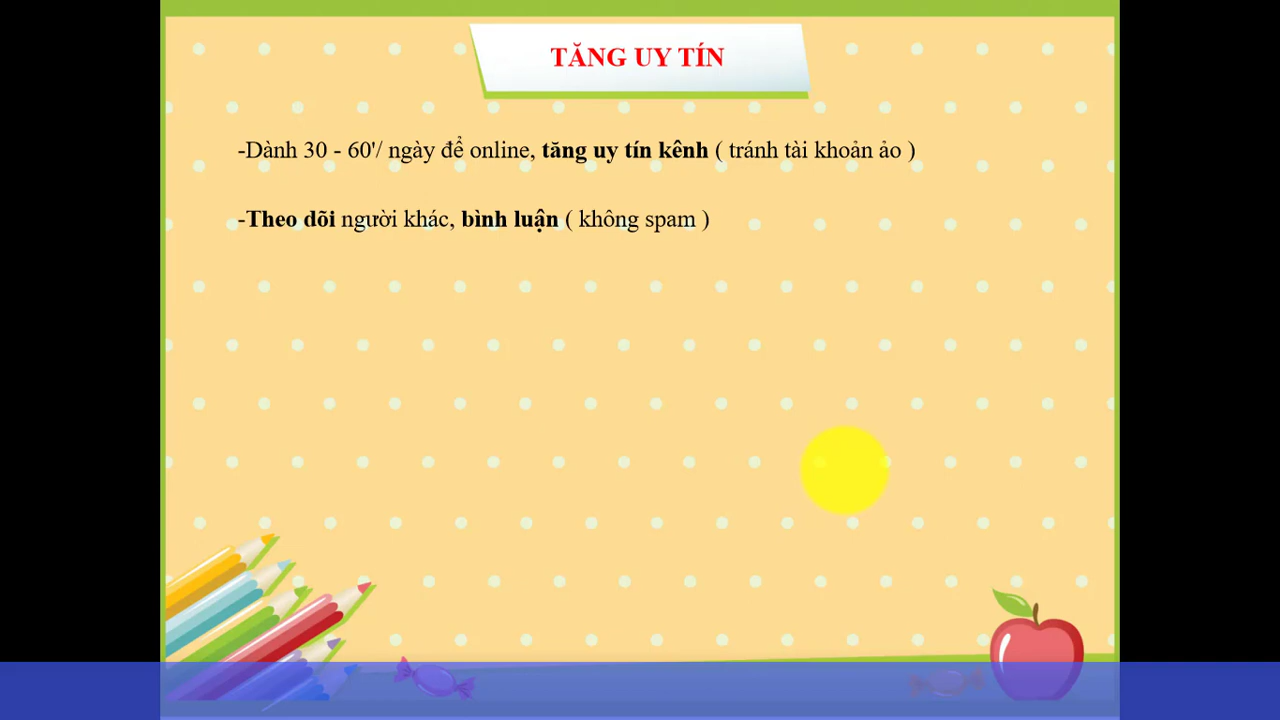 TĂNG UY TÍN
-Dành 30 - 60'/ ngày để online, tăng uy tín kênh ( tránh tài khoản ảo )
-Theo dõi người khác, bình luận ( không spam )